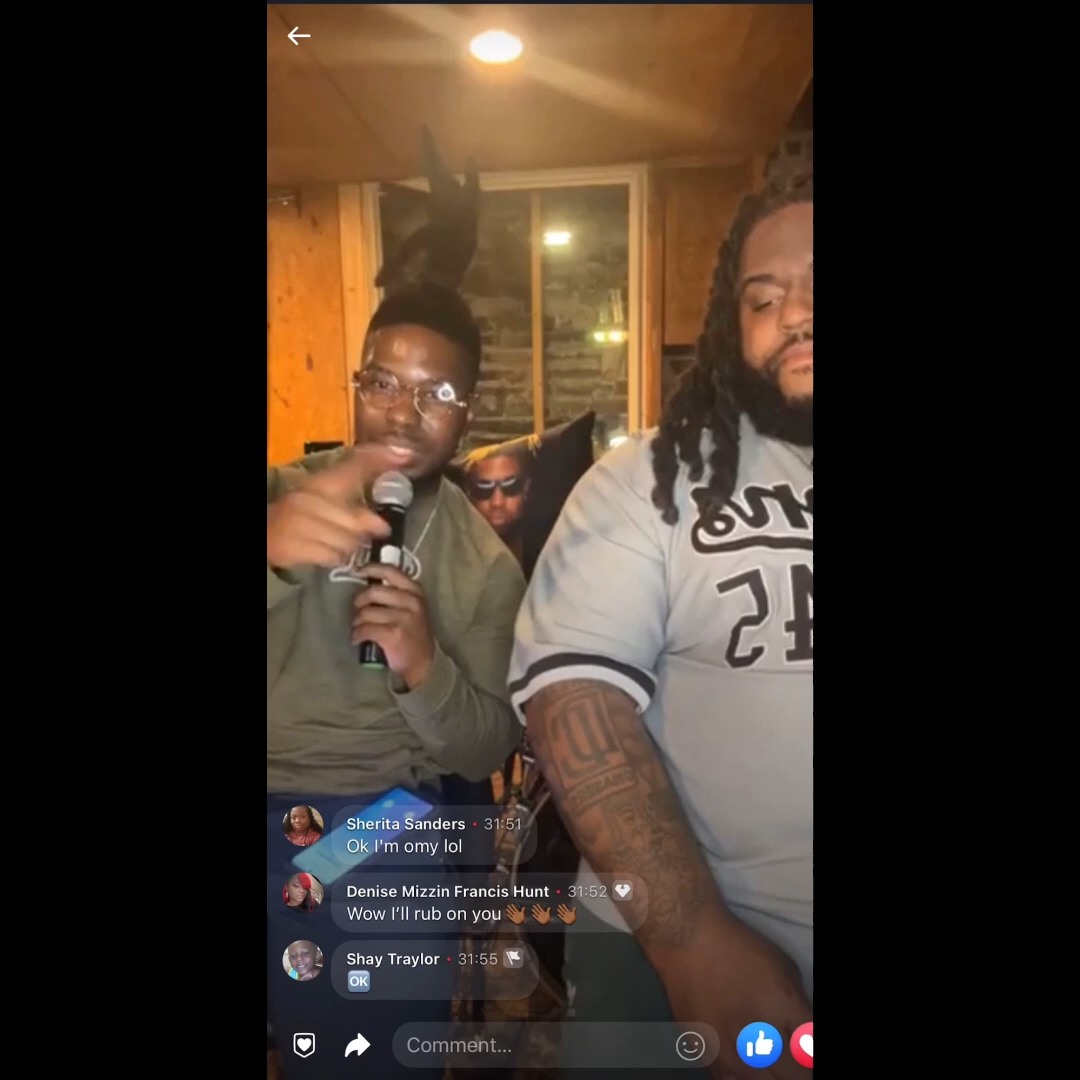 Sherita Sanders • 31:51
Ok I'm omy lol
Denise Mizzin Francis Hunt • 31:52
Wow I'll rub on you 👋🏾👋🏾👋🏾
Shay Traylor • 31:55
🆗
Comment...